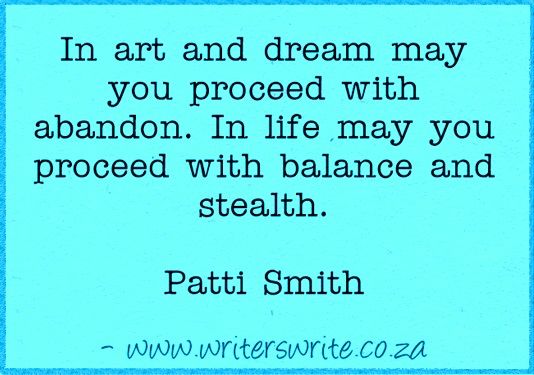 In art and dream may
you proceed with
abandon. In life may you
proceed with balance and
stealth.
Patti Smith
- www.writerswrite.co.za